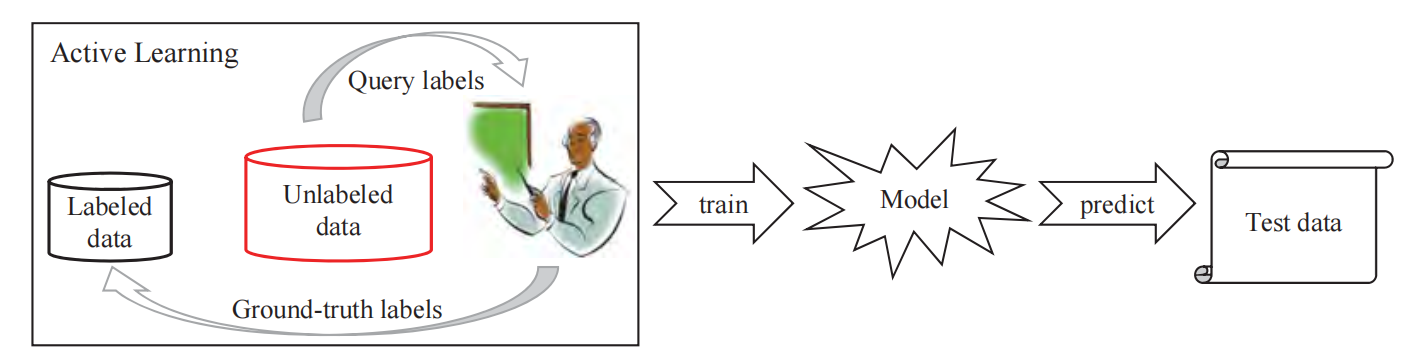 Active Learning
Query labels
Labeled
data
Unlabeled
data
Ground-truth labels
train
Model
predict
Test data